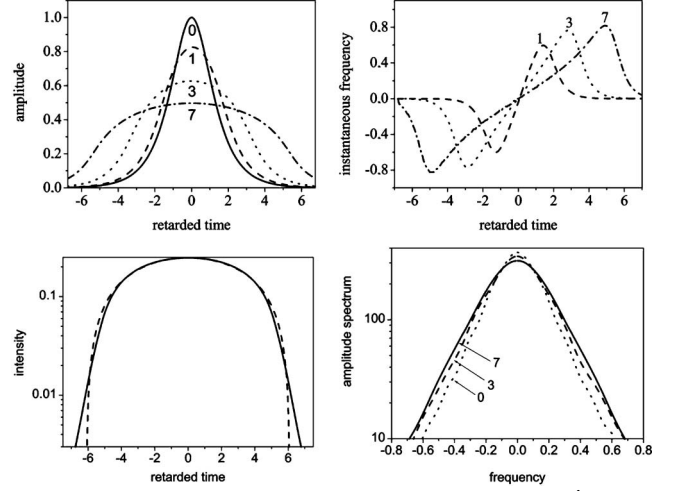 amplitude
1.0
0.8
0.6
0.4
0.2
0.0
0
1
3
7
-6 -4 -2 0 2 4 6
retarded time
instantaneous frequency
0.8
0.4
0.0
-0.4
-0.8
1 3 7
-6 -4 -2 0 2 4 6
retarded time
intensity
0.1
0.01
-6 -4 -2 0 2 4 6
retarded time
amplitude spectrum
100
10
7
3
0
-0.8 -0.6 -0.4 -0.2 0.0 0.2 0.4 0.6 0.8
frequency